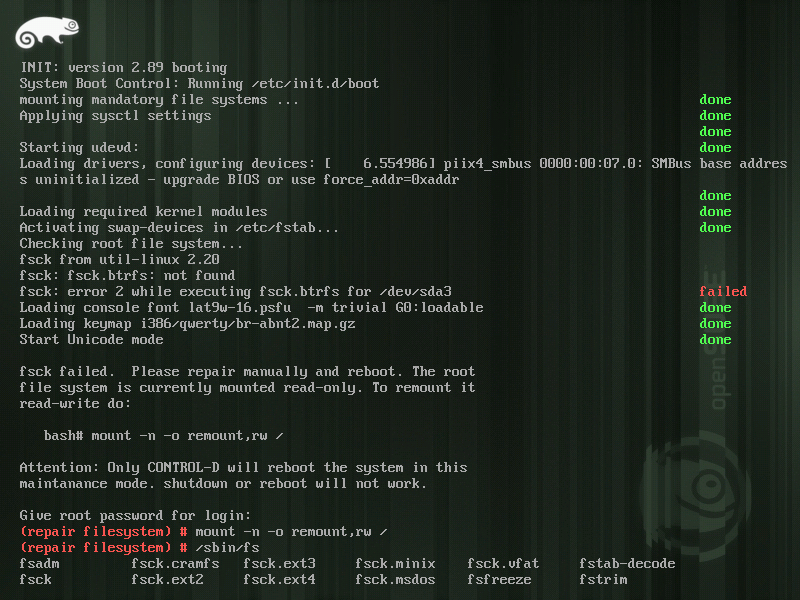 INIT: version 2.89 booting
System Boot Control: Running /etc/init.d/boot
mounting mandatory file systems ... done
Applying sysctl settings done
done
Starting udevd: done
Loading drivers, configuring devices: [    6.554986] piix4_smbus 0000:00:07.0: SMBus base addres
s uninitialized - upgrade BIOS or use force_addr=0xaddr
done
Loading required kernel modules done
Activating swap-devices in /etc/fstab... done
Checking root file system...
fsck from util-linux 2.20
fsck: fsck.btrfs: not found
fsck: error 2 while executing fsck.btrfs for /dev/sda3 failed
Loading console font lat9w-16.psfu  -m trivial G0:loadable done
Loading keymap i386/qwerty/br-abnt2.map.gz done
Start Unicode mode done
fsck failed.  Please repair manually and reboot. The root
file system is currently mounted read-only. To remount it
read-write do:
bash# mount -n -o remount,rw /
Attention: Only CONTROL-D will reboot the system in this
maintanance mode. shutdown or reboot will not work.
Give root password for login:
(repair filesystem) # mount -n -o remount,rw /
(repair filesystem) # /sbin/fs
fsadm fsck.cramfs fsck.ext3 fsck.minix fsck.vfat fstab-decode
fsck fsck.ext2 fsck.ext4 fsck.msdos fsfreeze fstrim
openSUSE